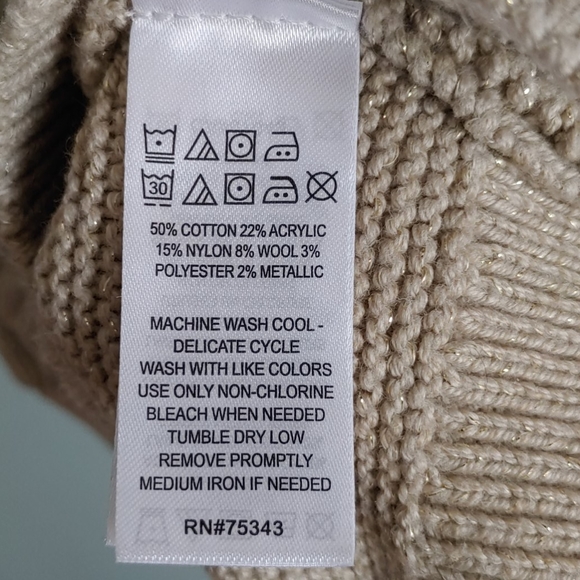 30
50% COTTON 22% ACRYLIC
15% NYLON 8% WOOL 3%
POLYESTER 2% METALLIC
MACHINE WASH COOL -
DELICATE CYCLE
WASH WITH LIKE COLORS
USE ONLY NON-CHLORINE
BLEACH WHEN NEEDED
TUMBLE DRY LOW
REMOVE PROMPTLY
MEDIUM IRON IF NEEDED
RN#75343